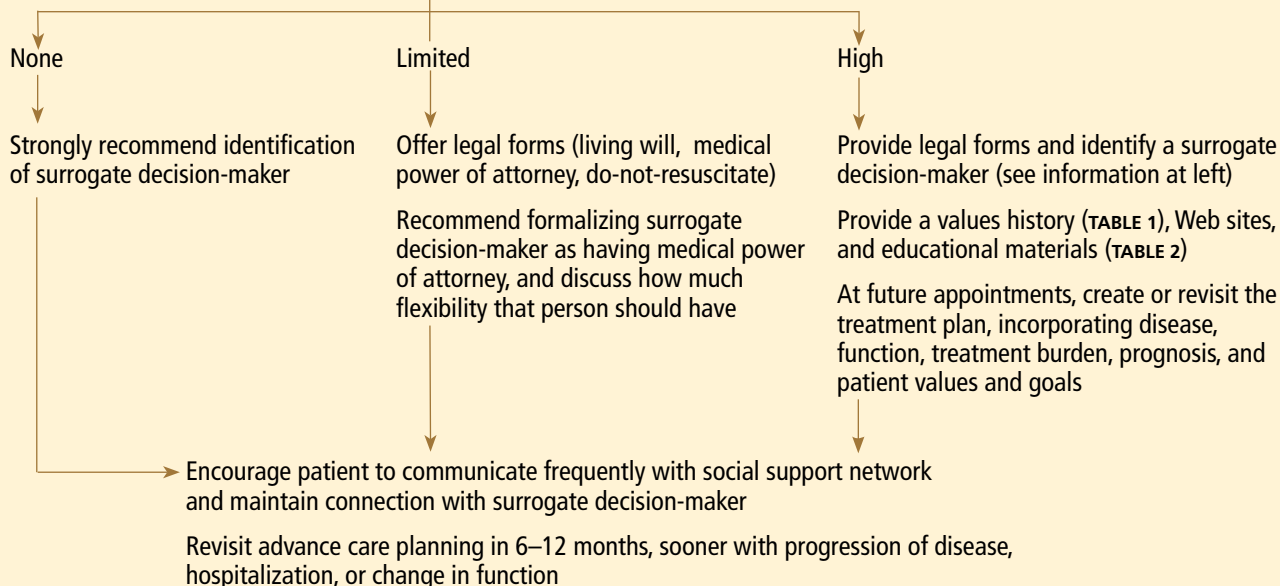 None
Limited
High
Strongly recommend identification
of surrogate decision-maker
Offer legal forms (living will, medical
power of attorney, do-not-resuscitate)
Recommend formalizing surrogate
decision-maker as having medical power
of attorney, and discuss how much
flexibility that person should have
Provide legal forms and identify a surrogate
decision-maker (see information at left)
Provide a values history (TABLE 1), Web sites,
and educational materials (TABLE 2)
At future appointments, create or revisit the
treatment plan, incorporating disease,
function, treatment burden, prognosis, and
patient values and goals
Encourage patient to communicate frequently with social support network
and maintain connection with surrogate decision-maker
Revisit advance care planning in 6–12 months, sooner with progression of disease,
hospitalization, or change in function